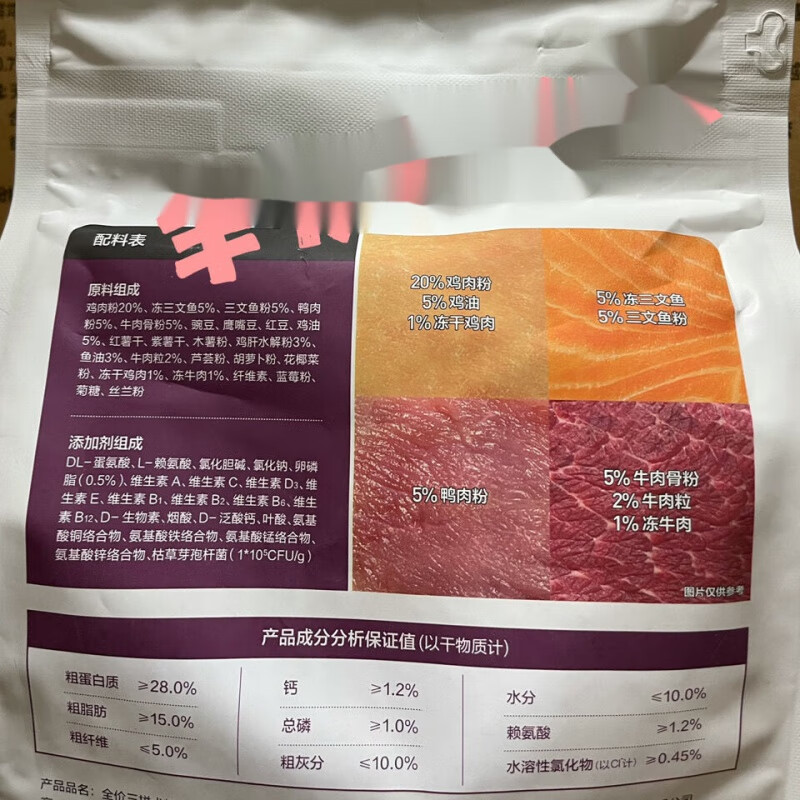 配料表
原料组成
鸡肉粉20%、冻三文鱼5%、三文鱼粉5%、鸭肉
粉5%、牛肉骨粉5%、豌豆、鹰嘴豆、红豆、鸡油
5%、红薯干、紫薯干、木薯粉、鸡肝水解粉3%、
鱼油3%、牛肉粒2%、芦荟粉、胡萝卜粉、花椰菜
粉、冻干鸡肉1%、冻牛肉1%、纤维素、蓝莓粉、
菊糖、丝兰粉
添加剂组成
DL-蛋氨酸、L-赖氨酸、氯化胆碱、氯化钠、卵磷
脂(0.5%)、维生素A、维生素C、维生素D3、维
生素E、维生素B1、维生素B2、维生素B6、维生
素B12、D-生物素、烟酸、D-泛酸钙、叶酸、氨基
酸铜络合物、氨基酸铁络合物、氨基酸锰络合物、
氨基酸锌络合物、枯草芽孢杆菌(1*10⁵CFU/g)
20%鸡肉粉
5%鸡油
1%冻干鸡肉
5%冻三文鱼
5%三文鱼粉
5%鸭肉粉
5%牛肉骨粉
2%牛肉粒
1%冻牛肉
*图片仅供参考
产品成分分析保证值(以干物质计)
粗蛋白质 ≥28.0%
粗脂肪 ≥15.0%
粗纤维 ≤5.0%
钙 ≥1.2%
总磷 ≥1.0%
粗灰分 ≤10.0%
水分 ≤10.0%
赖氨酸 ≥1.2%
水溶性氯化物(以Cl⁻计) ≥0.45%
产品品名：全价三拼